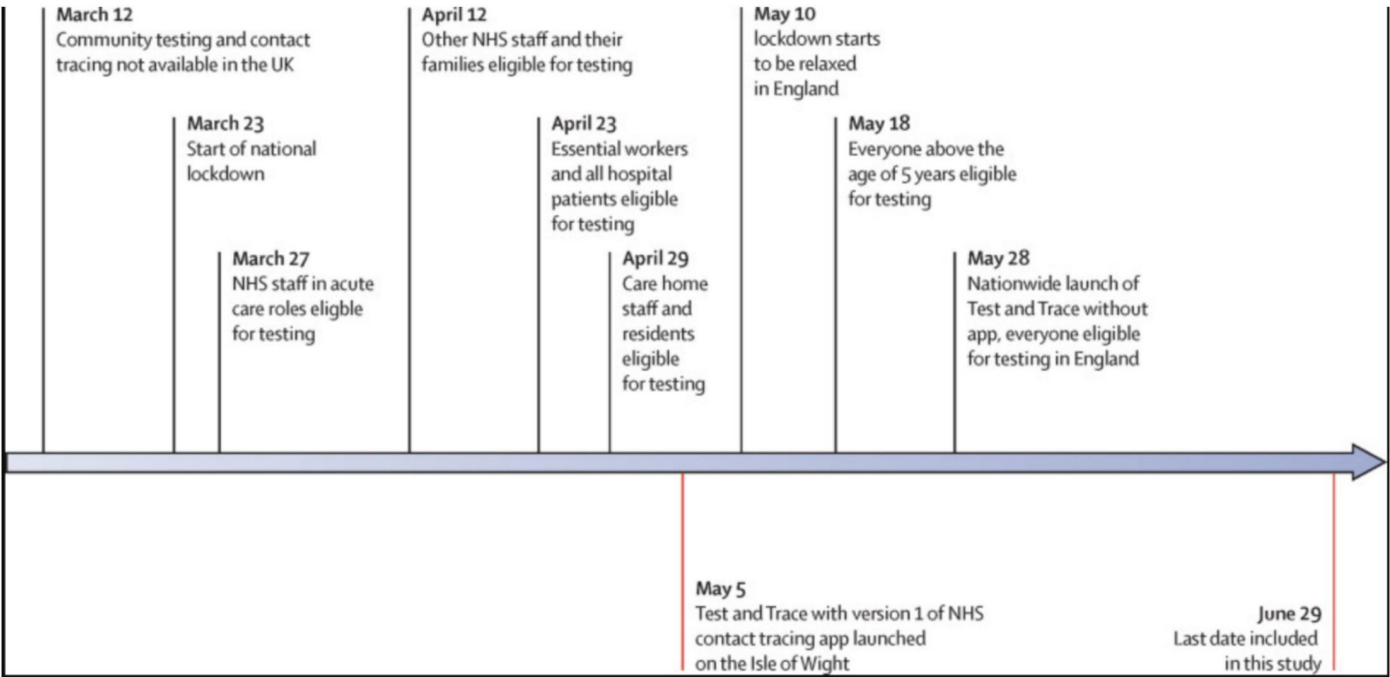 March 12
Community testing and contact
tracing not available in the UK
March 23
Start of national
lockdown
March 27
NHS staff in acute
care roles eligble
for testing
April 12
Other NHS staff and their
families eligible for testing
April 23
Essential workers
and all hospital
patients eligible
for testing
April 29
Care home
staff and
residents
eligible
for testing
May 10
lockdown starts
to be relaxed
in England
May 18
Everyone above the
age of 5 years eligible
for testing
May 28
Nationwide launch of
Test and Trace without
app, everyone eligible
for testing in England
May 5
Test and Trace with version 1 of NHS
contact tracing app launched
on the Isle of Wight
June 29
Last date included
in this study